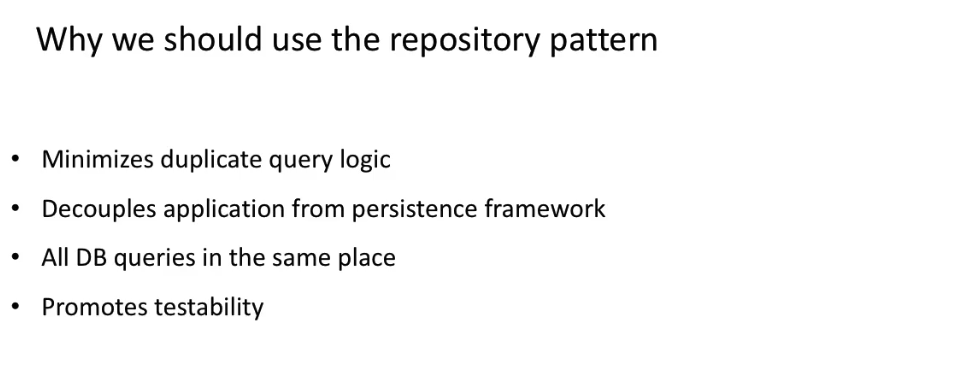 Why we should use the repository pattern
• Minimizes duplicate query logic
• Decouples application from persistence framework
• All DB queries in the same place
• Promotes testability